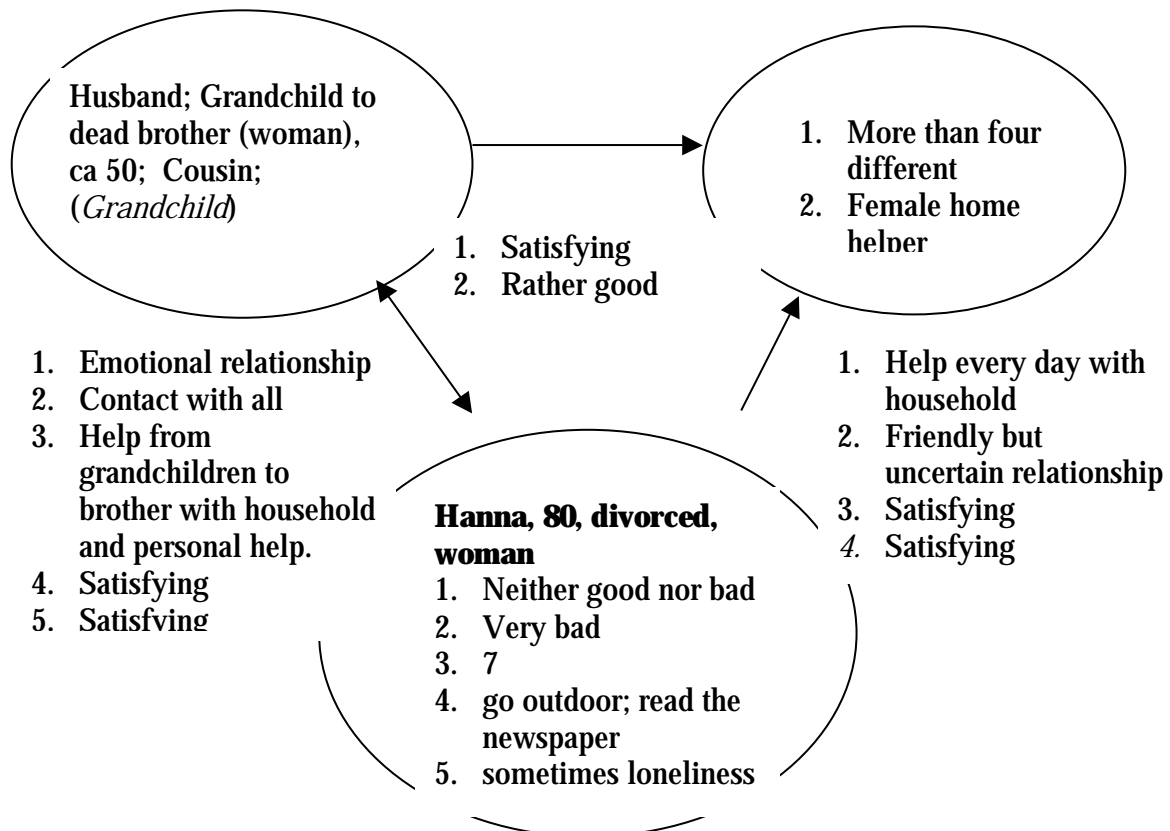 Husband; Grandchild to
dead brother (woman),
ca 50; Cousin;
(Grandchild)
1. More than four
different
2. Female home
helper
1. Satisfying
2. Rather good
1. Emotional relationship
2. Contact with all
3. Help from
grandchildren to
brother with household
and personal help.
4. Satisfying
5. Satisfying
1. Help every day with
household
2. Friendly but
uncertain relationship
3. Satisfying
4. Satisfying
Hanna, 80, divorced,
woman
1. Neither good nor bad
2. Very bad
3. 7
4. go outdoor; read the
newspaper
5. sometimes loneliness